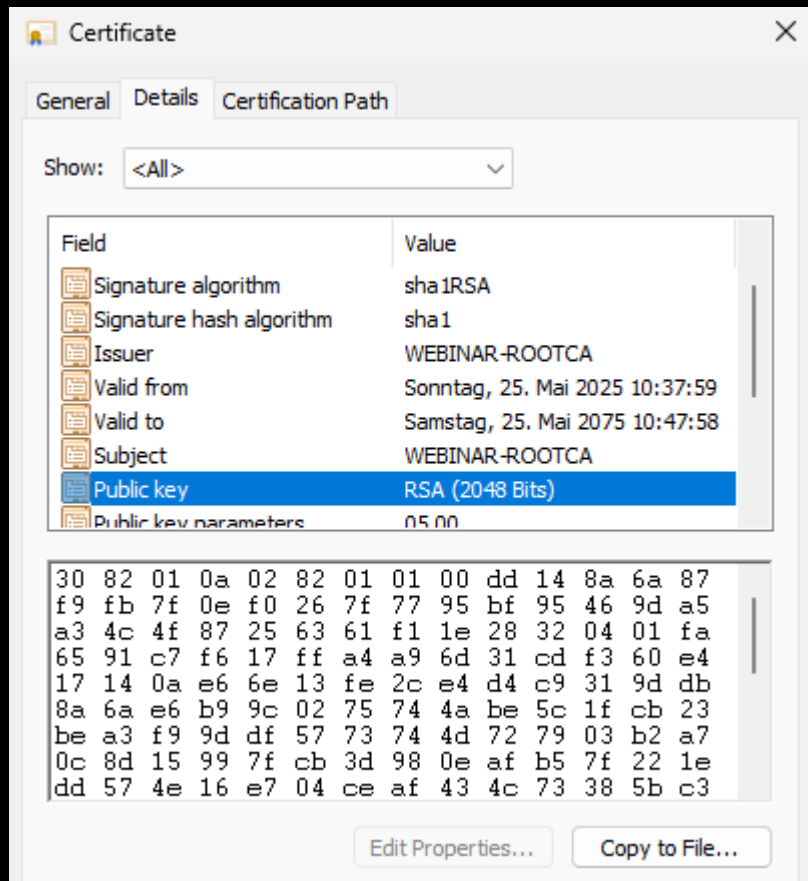 Certificate
General Details Certification Path
Show: <All>
Field Value
Signature algorithm sha1RSA
Signature hash algorithm sha1
Issuer WEBINAR-ROOTCA
Valid from Sonntag, 25. Mai 2025 10:37:59
Valid to Samstag, 25. Mai 2075 10:47:58
Subject WEBINAR-ROOTCA
Public key RSA (2048 Bits)
Public key parameters 05 00
30 82 01 0a 02 82 01 01 00 dd 14 8a 6a 87
f9 fb 7f 0e f0 26 7f 77 95 bf 95 46 9d a5
a3 4c 4f 87 25 63 61 f1 1e 28 32 04 01 fa
65 91 c7 f6 17 ff a4 a9 6d 31 cd f3 60 e4
17 14 0a e6 6e 13 fe 2c e4 d4 c9 31 9d db
8a 6a e6 b9 9c 02 75 74 4a be 5c 1f cb 23
be a3 f9 9d df 57 73 74 4d 72 79 03 b2 a7
0c 8d 15 99 7f cb 3d 98 0e af b5 7f 22 1e
dd 57 4e 16 e7 04 ce af 43 4c 73 38 5b c3
Edit Properties... Copy to File...